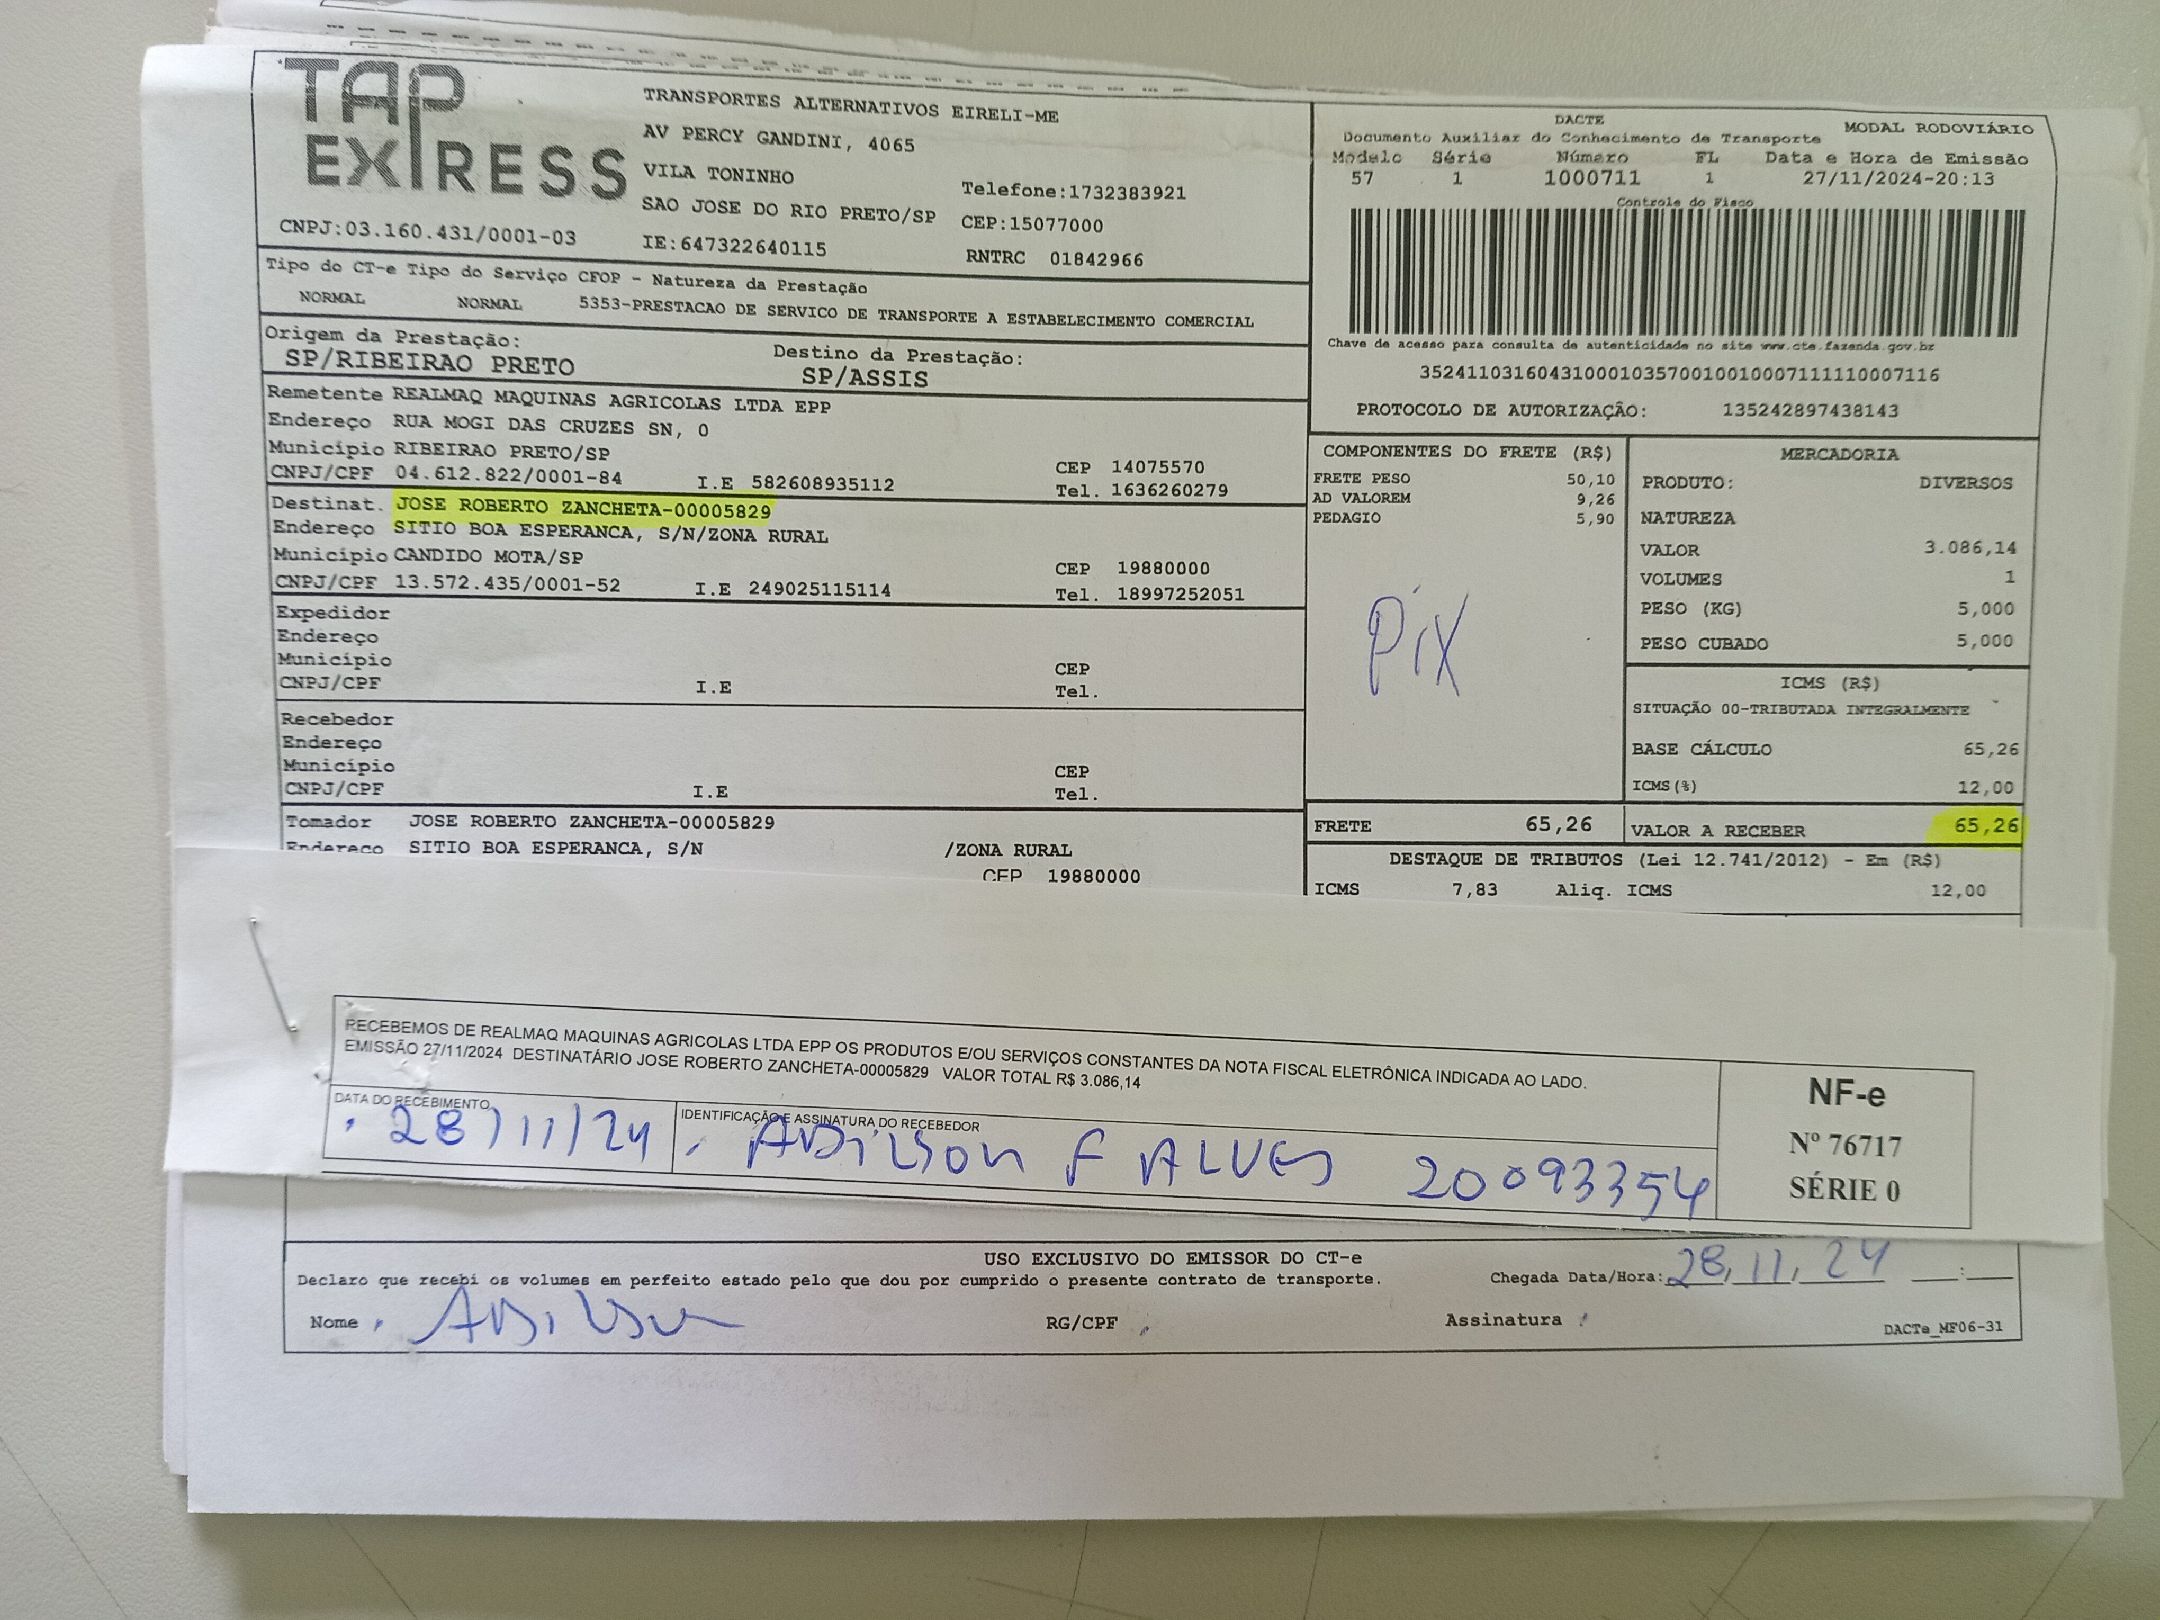 TAP EXPRESS
TRANSPORTES ALTERNATIVOS EIRELI-ME
AV PERCY GANDINI, 4065
VILA TONINHO
Telefone:1732383921
SAO JOSE DO RIO PRETO/SP CEP:15077000
CNPJ:03.160.431/0001-03
IE:647322640115
RNTRC 01842966
DACTE
Documento Auxiliar do Conhecimento de Transporte
MODAL RODOVIÁRIO
Modelo Série Número FL Data e Hora de Emissão
57 1 1000711 1 27/11/2024-20:13
Controle do Fisco
Chave de acesso para consulta de autenticidade no site www.cte.fazenda.gov.br
35241103160431000103570010010007111110007116
PROTOCOLO DE AUTORIZAÇÃO: 135242897438143
Tipo do CT-e Tipo do Serviço CFOP - Natureza da Prestação
NORMAL NORMAL 5353-PRESTACAO DE SERVICO DE TRANSPORTE A ESTABELECIMENTO COMERCIAL
Origem da Prestação: Destino da Prestação:
SP/RIBEIRAO PRETO SP/ASSIS
Remetente REALMAQ MAQUINAS AGRICOLAS LTDA EPP
Endereço RUA MOGI DAS CRUZES SN, 0
Município RIBEIRAO PRETO/SP CEP 14075570
CNPJ/CPF 04.612.822/0001-84 I.E 582608935112 Tel. 1636260279
Destinat. JOSE ROBERTO ZANCHETA-00005829
Endereço SITIO BOA ESPERANCA, S/N/ZONA RURAL
Município CANDIDO MOTA/SP CEP 19880000
CNPJ/CPF 13.572.435/0001-52 I.E 249025115114 Tel. 18997252051
Expedidor
Endereço
Município CEP
CNPJ/CPF I.E Tel.
Recebedor
Endereço
Município CEP
CNPJ/CPF I.E Tel.
Tomador JOSE ROBERTO ZANCHETA-00005829
Endereço SITIO BOA ESPERANCA, S/N /ZONA RURAL
CEP 19880000
COMPONENTES DO FRETE (R$)
FRETE PESO 50,10
AD VALOREM 9,26
PEDAGIO 5,90
PiX
MERCADORIA
PRODUTO: DIVERSOS
NATUREZA
VALOR 3.086,14
VOLUMES 1
PESO (KG) 5,000
PESO CUBADO 5,000
ICMS (R$)
SITUAÇÃO 00-TRIBUTADA INTEGRALMENTE
BASE CÁLCULO 65,26
ICMS(%) 12,00
FRETE 65,26 VALOR A RECEBER 65,26
DESTAQUE DE TRIBUTOS (Lei 12.741/2012) - Em (R$)
ICMS 7,83 Aliq. ICMS 12,00
RECEBEMOS DE REALMAQ MAQUINAS AGRICOLAS LTDA EPP OS PRODUTOS E/OU SERVIÇOS CONSTANTES DA NOTA FISCAL ELETRÔNICA INDICADA AO LADO.
EMISSÃO 27/11/2024 DESTINATÁRIO JOSE ROBERTO ZANCHETA-00005829 VALOR TOTAL R$ 3.086,14
DATA DO RECEBIMENTO IDENTIFICAÇÃO E ASSINATURA DO RECEBEDOR
28/11/24 ADilson F ALVES 20093354
NF-e
Nº 76717
SÉRIE 0
USO EXCLUSIVO DO EMISSOR DO CT-e
Declaro que recebi os volumes em perfeito estado pelo que dou por cumprido o presente contrato de transporte. Chegada Data/Hora: 28, 11, 24 __:__
Nome ADilson RG/CPF Assinatura
DACTe_MF06-31